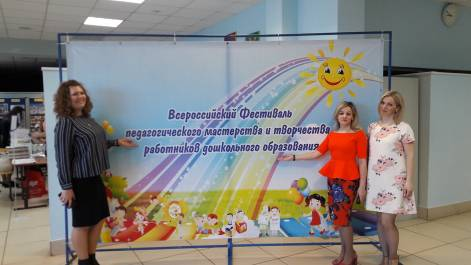 Всероссийский Фестиваль
педагогического мастерства и творчества
работников дошкольного образования